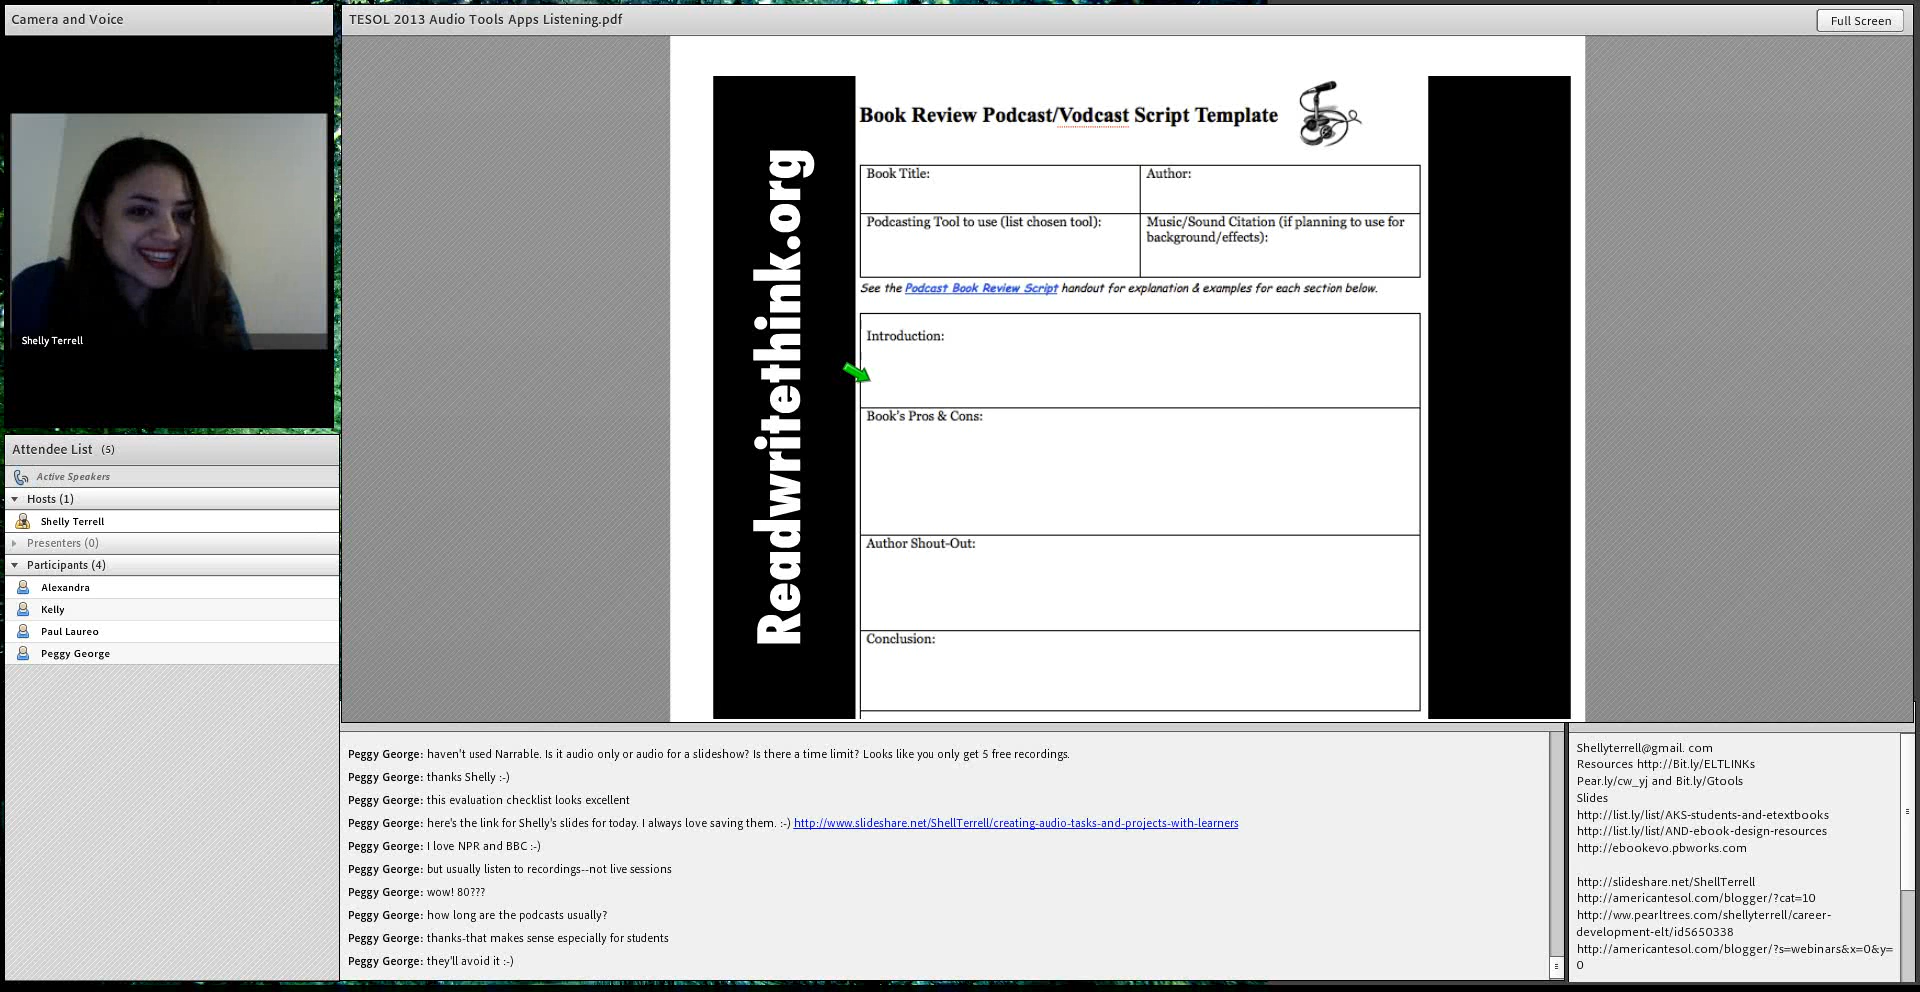 Camera and Voice
Shelly Terrell
Attendee List (5)
Active Speakers
Hosts (1)
Shelly Terrell
Presenters (0)
Participants (4)
Alexandra
Kelly
Paul Laureo
Peggy George
TESOL 2013 Audio Tools Apps Listening.pdf
Full Screen
Readwritethink.org
Book Review Podcast/Vodcast Script Template
Book Title:
Author:
Podcasting Tool to use (list chosen tool):
Music/Sound Citation (if planning to use for
background/effects):
See the Podcast Book Review Script handout for explanation & examples for each section below.
Introduction:
Book's Pros & Cons:
Author Shout-Out:
Conclusion:
Peggy George: haven't used Narrable. Is it audio only or audio for a slideshow? Is there a time limit? Looks like you only get 5 free recordings.
Peggy George: thanks Shelly :-)
Peggy George: this evaluation checklist looks excellent
Peggy George: here's the link for Shelly's slides for today. I always love saving them. :-) http://www.slideshare.net/ShellTerrell/creating-audio-tasks-and-projects-with-learners
Peggy George: I love NPR and BBC :-)
Peggy George: but usually listen to recordings--not live sessions
Peggy George: wow! 80???
Peggy George: how long are the podcasts usually?
Peggy George: thanks-that makes sense especially for students
Peggy George: they'll avoid it :-)
Shellyterrell@gmail. com
Resources http://Bit.ly/ELTLINKs
Pear.ly/cw_yj and Bit.ly/Gtools
Slides
http://list.ly/list/AKS-students-and-etextbooks
http://list.ly/list/AND-ebook-design-resources
http://ebookevo.pbworks.com
http://slideshare.net/ShellTerrell
http://americantesol.com/blogger/?cat=10
http://ww.pearltrees.com/shellyterrell/career-
development-elt/id5650338
http://americantesol.com/blogger/?s=webinars&x=0&y=
0